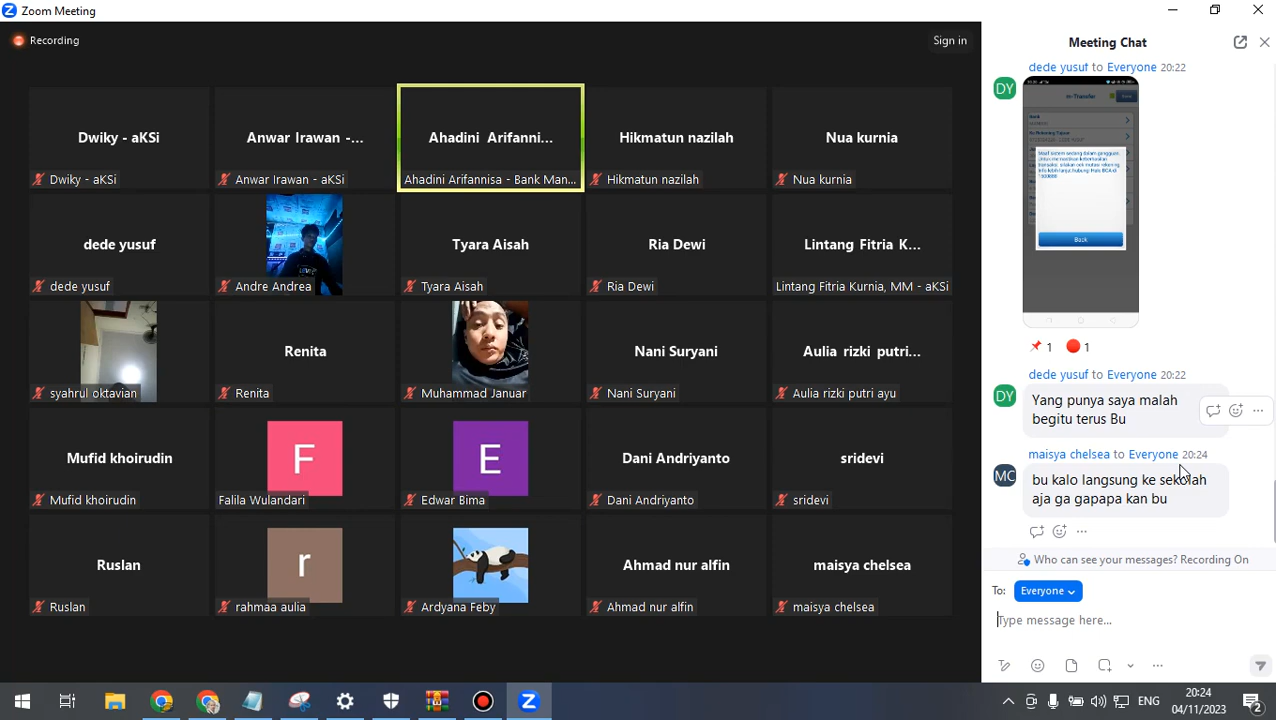 Zoom Meeting
Recording
Sign in
Dwiky - aKSi
Dwiky - aKSi
Anwar Irawan...
Ahadini Arifanni...
Hikmatun nazilah
Hikmatun nazilah
Nua kurnia
Nua kurnia
dede yusuf
dede yusuf
Andre Andrea
Tyara Aisah
Tyara Aisah
Ria Dewi
Ria Dewi
Lintang Fitria K...
Lintang Fitria Kurnia, MM - aKSi
syahrul oktavian
Renita
Renita
Muhammad Januar
Nani Suryani
Nani Suryani
Aulia rizki putri...
Aulia rizki putri ayu
Mufid khoirudin
Mufid khoirudin
F
Falila Wulandari
E
Edwar Bima
Dani Andriyanto
Dani Andriyanto
sridevi
sridevi
Ruslan
Ruslan
r
rahmaa aulia
Ardyana Feby
Ahmad nur alfin
Ahmad nur alfin
maisya chelsea
maisya chelsea
Meeting Chat
dede yusuf to Everyone 20:22
DY
m-Transfer
Back
1
1
dede yusuf to Everyone 20:22
DY
Yang punya saya malah
begitu terus Bu
maisya chelsea to Everyone 20:24
MC
bu kalo langsung ke sekolah
aja ga gapapa kan bu
Who can see your messages? Recording On
To: Everyone
Type message here...
ENG
20:24
04/11/2023
2